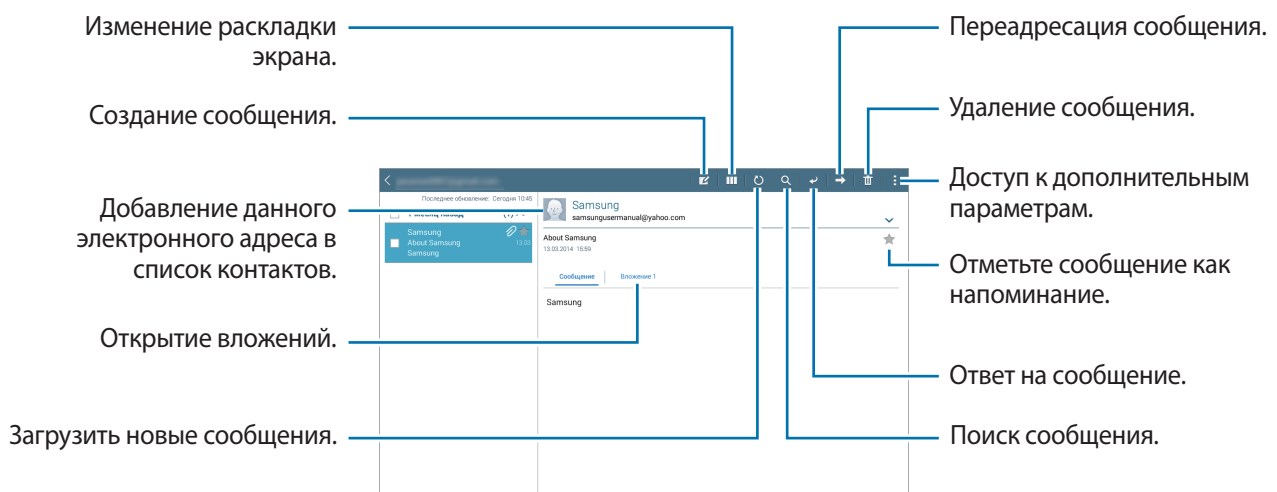 Изменение раскладки
экрана.
Создание сообщения.
Добавление данного
электронного адреса в
список контактов.
Открытие вложений.
Загрузить новые сообщения.
Последнее обновление: Сегодня 10:45
Samsung
About Samsung
13.03
Samsung
Samsung
samsungusermanual@yahoo.com
About Samsung
13.03.2014 15:59
Сообщение
Вложение 1
Samsung
Переадресация сообщения.
Удаление сообщения.
Доступ к дополнительным
параметрам.
Отметьте сообщение как
напоминание.
Ответ на сообщение.
Поиск сообщения.